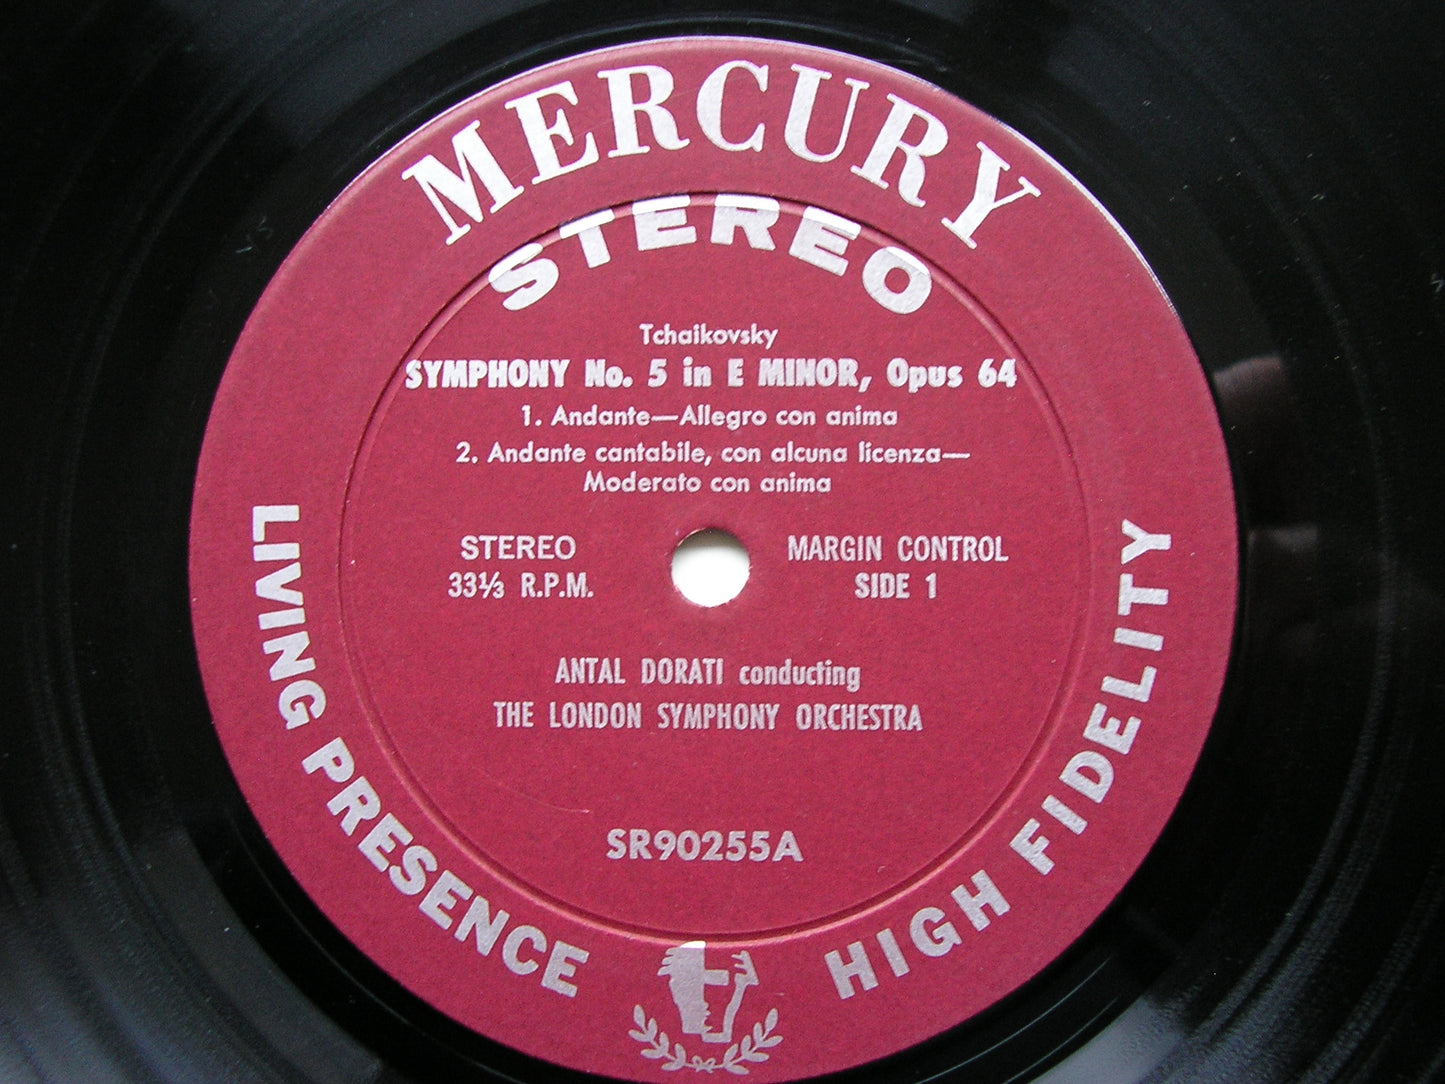 MERCURY
STEREO
Tchaikovsky
SYMPHONY No. 5 in E MINOR, Opus 64
1. Andante—Allegro con anima
2. Andante cantabile, con alcuna licenza—
Moderato con anima
STEREO
33⅓ R.P.M.
MARGIN CONTROL
SIDE 1
ANTAL DORATI conducting
THE LONDON SYMPHONY ORCHESTRA
SR90255A
LIVING PRESENCE
HIGH FIDELITY